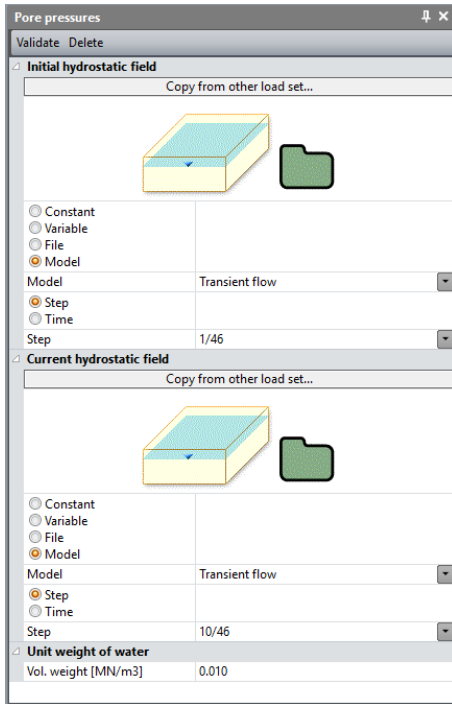 Pore pressures
Validate Delete
Initial hydrostatic field
Copy from other load set...
Constant
Variable
File
Model
Model Transient flow
Step
Time
Step 1/46
Current hydrostatic field
Copy from other load set...
Constant
Variable
File
Model
Model Transient flow
Step
Time
Step 10/46
Unit weight of water
Vol. weight [MN/m3] 0.010